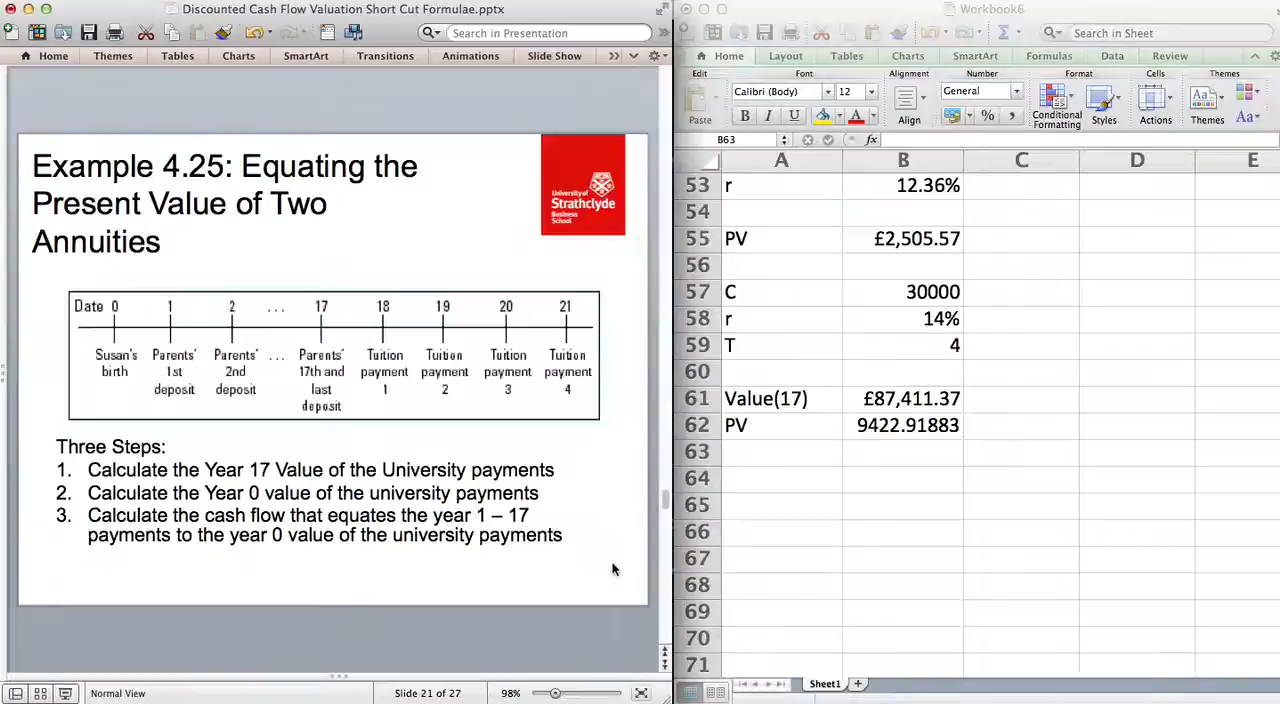 Discounted Cash Flow Valuation Short Cut Formulae.pptx
Search in Presentation
Home Themes Tables Charts SmartArt Transitions Animations Slide Show
Example 4.25: Equating the
Present Value of Two
Annuities
University of
Strathclyde
Business
School
Date 0 1 2 ... 17 18 19 20 21
Susan's Parents' Parents' ... Parents' Tuition Tuition Tuition Tuition
birth 1st 2nd 17th and payment payment payment payment
deposit deposit last 1 2 3 4
deposit
Three Steps:
1. Calculate the Year 17 Value of the University payments
2. Calculate the Year 0 value of the university payments
3. Calculate the cash flow that equates the year 1 – 17
payments to the year 0 value of the university payments
Normal View Slide 21 of 27 98%
Workbook6
Search in Sheet
Home Layout Tables Charts SmartArt Formulas Data Review
Edit Font Alignment Number Format Cells Themes
Calibri (Body) 12 General
Paste B I U A Align % Conditional Formatting Styles Actions Themes Aa
B63 fx
A B C D E
53 r 12.36%
54
55 PV £2,505.57
56
57 C 30000
58 r 14%
59 T 4
60
61 Value(17) £87,411.37
62 PV 9422.91883
63
64
65
66
67
68
69
70
71
Sheet1